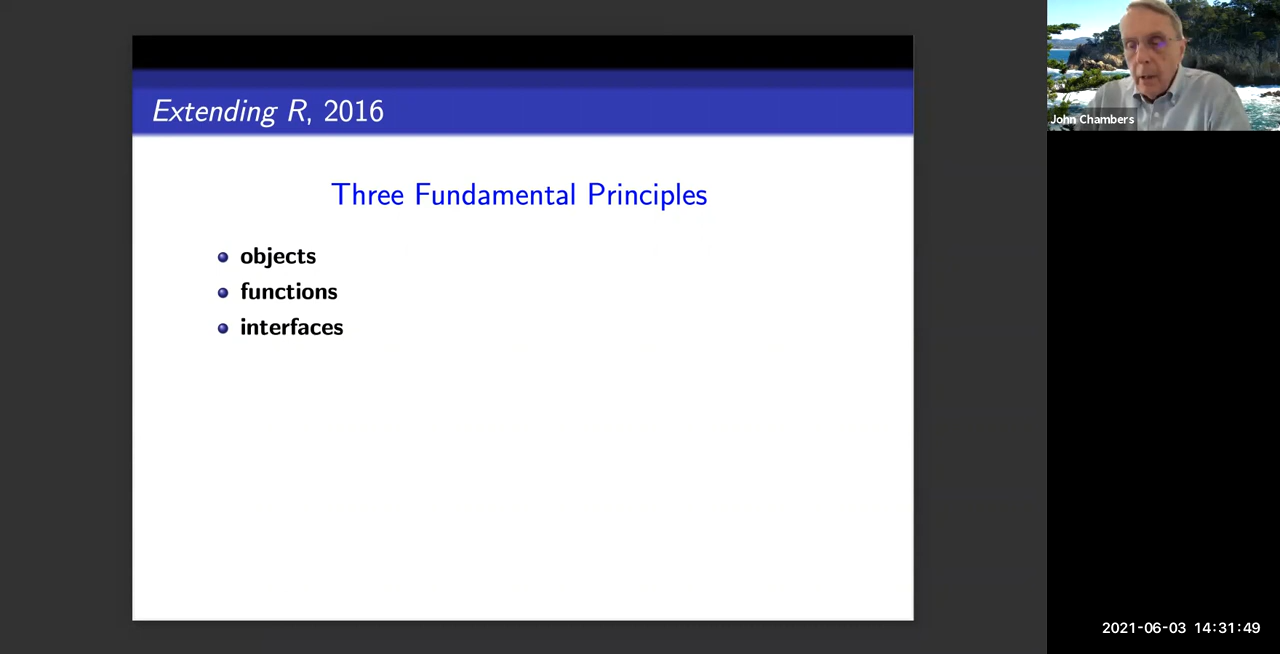 Extending R, 2016
Three Fundamental Principles
objects
functions
interfaces
John Chambers
2021-06-03 14:31:49